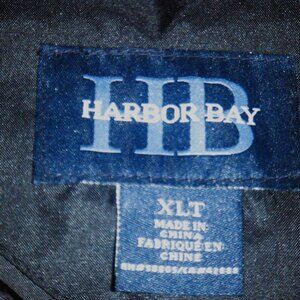 HARBOR BAY
HB
XLT
MADE IN
CHINA
FABRIQUÉ EN
CHINE